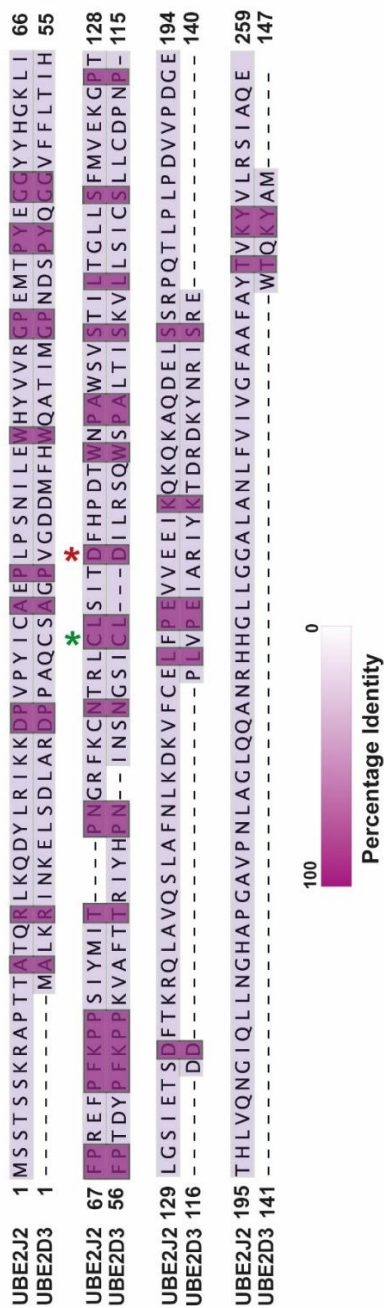 UBE2J2 1 MSSTSSKRAPTTATQRLKQDYLRIKKDPVPYICAEPLPSNILEWHYVVRGPEMTPYEGGYYHGKLI 66
UBE2D3 1 -----------MALKRINKELSDLARDPPAQCSAGPVGDDMFHWQATIMGPNDSPYQGGVFFLTIH 55
* *
UBE2J2 67 FPREFPFKPPSIYMIT----PNGRFKCNTRLCLSITDFHPDTWNPAWSVSTILTGLLSFMVEKGPT 128
UBE2D3 56 FPTDYPFKPPKVAFTTRIYHPN--INSNGSICL---DILRSQWSPALTISKVLLSICSLLCDPNP- 115
UBE2J2 129 LGSIETSDFTKRQLAVQSLAFNLKDKVFCELFPEVVEEIKQKQKAQDELSSRPQTLPLPDVVPDGE 194
UBE2D3 116 ------DD---------------------PLVPEIARIYKTDRDKYNRISRE-------------- 140
UBE2J2 195 THLVQNGIQLLNGHAPGAVPNLAGLQQANRHHGLLGGALANLFVIVGFAAFAYTVKYVLRSIAQE 259
UBE2D3 141 ----------------------------------------------------WTQKYAM------ 147
100 0
Percentage Identity